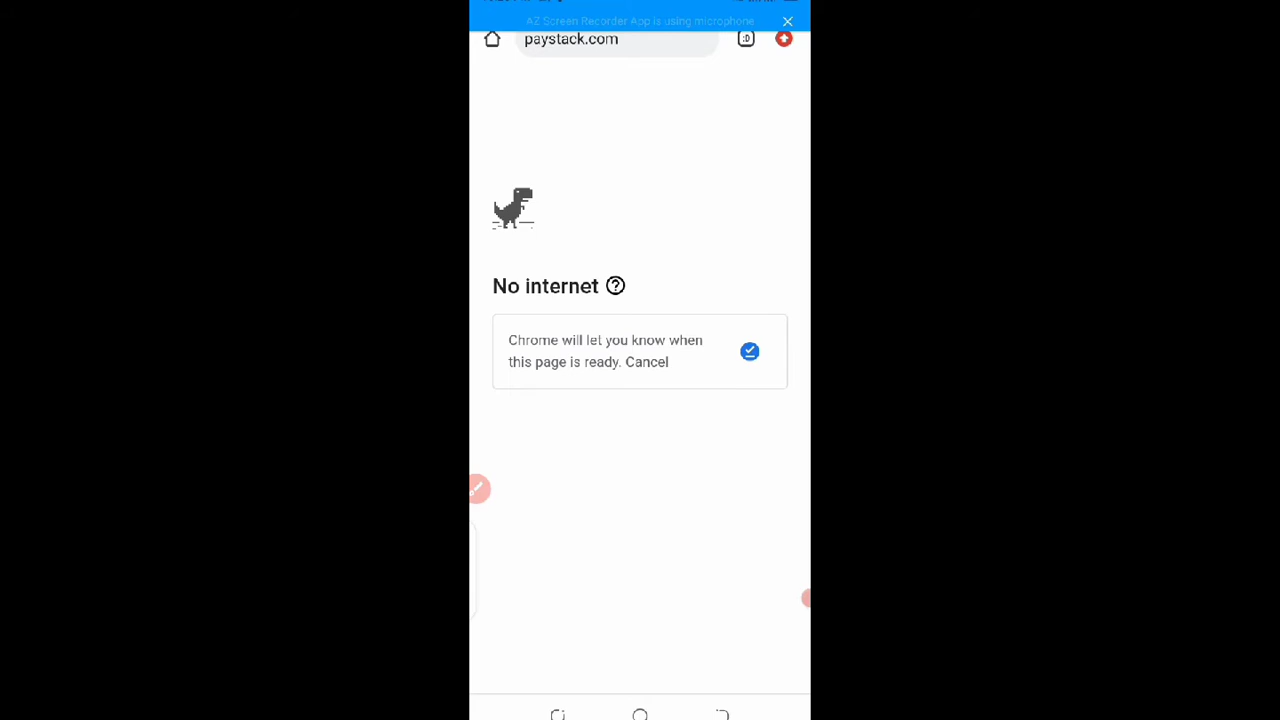 AZ Screen Recorder App is using microphone
paystack.com
:D
No internet
Chrome will let you know when
this page is ready. Cancel